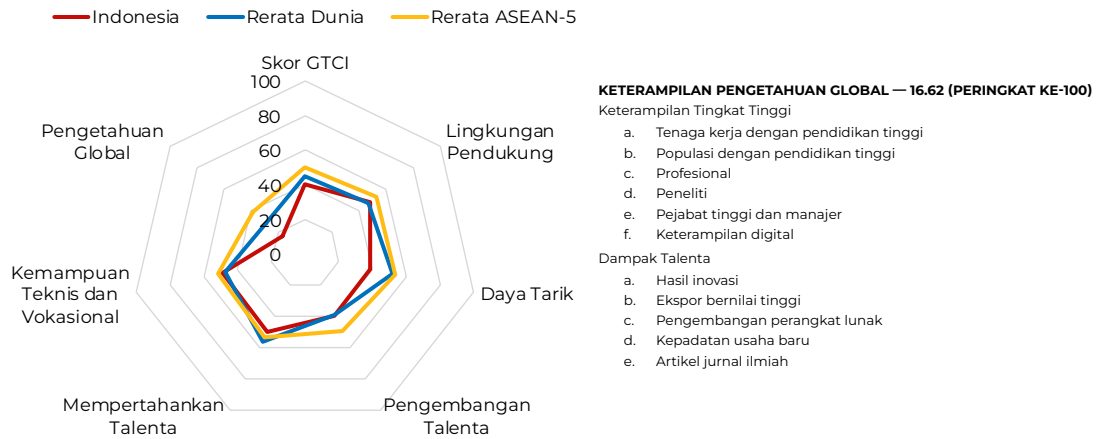 Indonesia
Rerata Dunia
Rerata ASEAN-5
Skor GTCI
100
80
60
40
20
0
Lingkungan
Pendukung
Daya Tarik
Pengembangan
Talenta
Mempertahankan
Talenta
Kemampuan
Teknis dan
Vokasional
Pengetahuan
Global
KETERAMPILAN PENGETAHUAN GLOBAL — 16.62 (PERINGKAT KE-100)
Keterampilan Tingkat Tinggi
a. Tenaga kerja dengan pendidikan tinggi
b. Populasi dengan pendidikan tinggi
c. Profesional
d. Peneliti
e. Pejabat tinggi dan manajer
f. Keterampilan digital
Dampak Talenta
a. Hasil inovasi
b. Ekspor bernilai tinggi
c. Pengembangan perangkat lunak
d. Kepadatan usaha baru
e. Artikel jurnal ilmiah